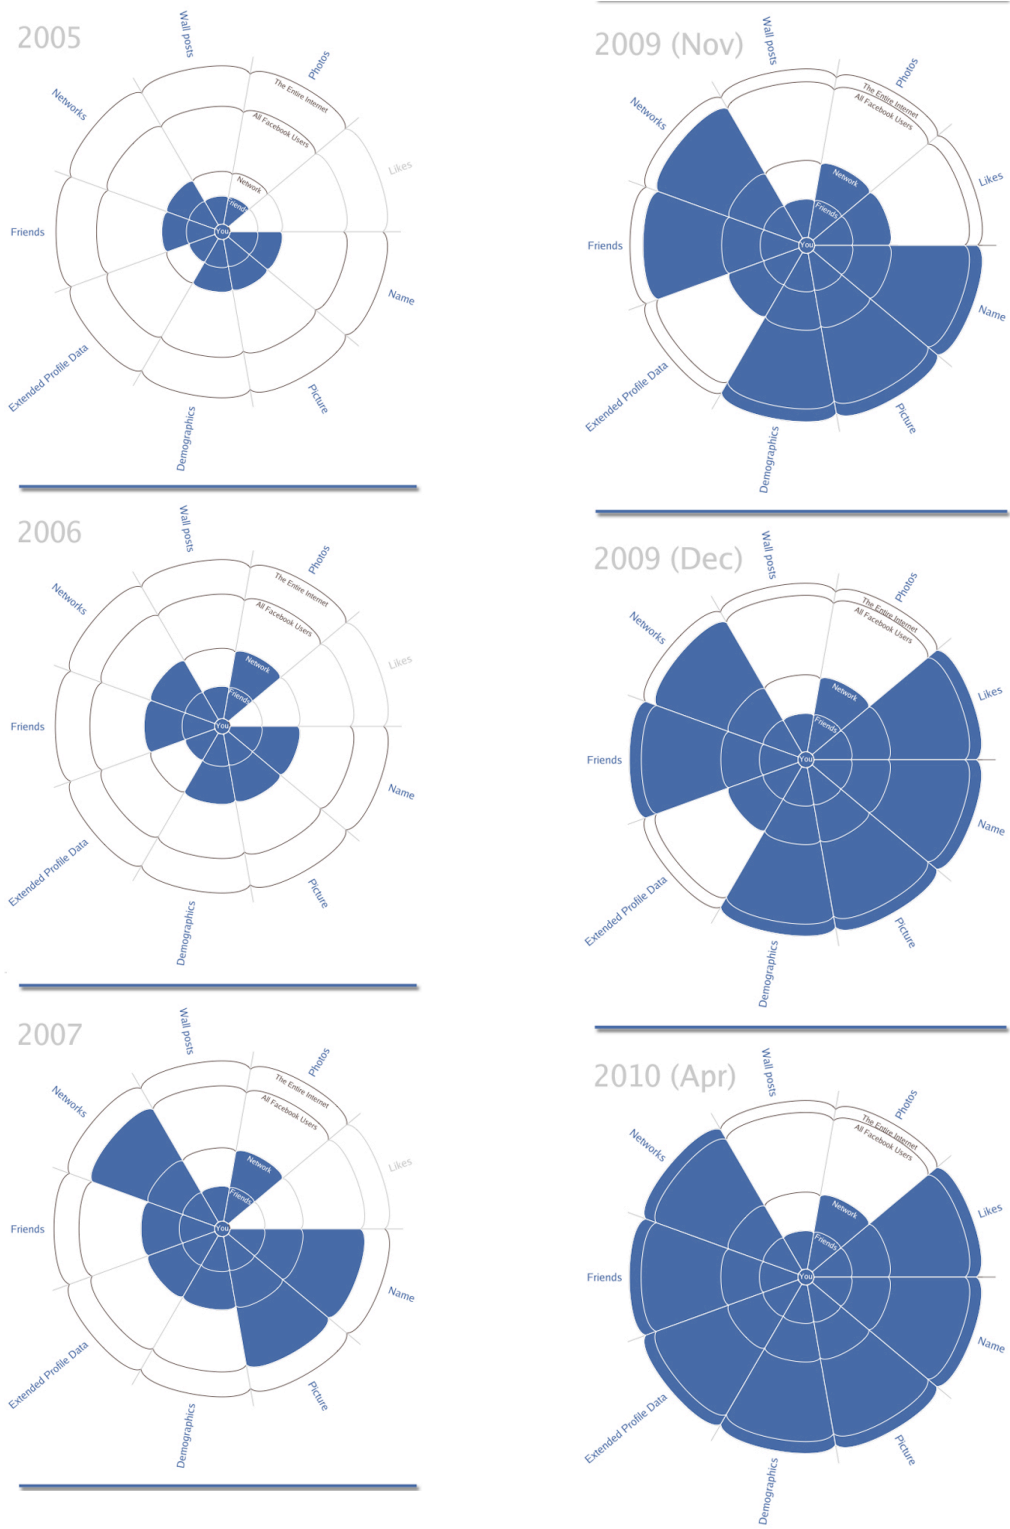 2005
Wall posts
Photos
Networks
The Entire Internet
All Facebook Users
Likes
Network
Friends
You
Friends
Name
Extended Profile Data
Picture
Demographics
2006
Wall posts
Photos
Networks
The Entire Internet
All Facebook Users
Likes
Network
Friends
You
Friends
Name
Extended Profile Data
Picture
Demographics
2007
Wall posts
Photos
Networks
The Entire Internet
All Facebook Users
Likes
Network
Friends
You
Friends
Name
Extended Profile Data
Picture
Demographics
2009 (Nov)
Wall posts
Photos
Networks
The Entire Internet
All Facebook Users
Likes
Network
Friends
You
Friends
Name
Extended Profile Data
Picture
Demographics
2009 (Dec)
Wall posts
Photos
Networks
The Entire Internet
All Facebook Users
Likes
Network
Friends
You
Friends
Name
Extended Profile Data
Picture
Demographics
2010 (Apr)
Wall posts
Photos
Networks
The Entire Internet
All Facebook Users
Likes
Network
Friends
You
Friends
Name
Extended Profile Data
Picture
Demographics